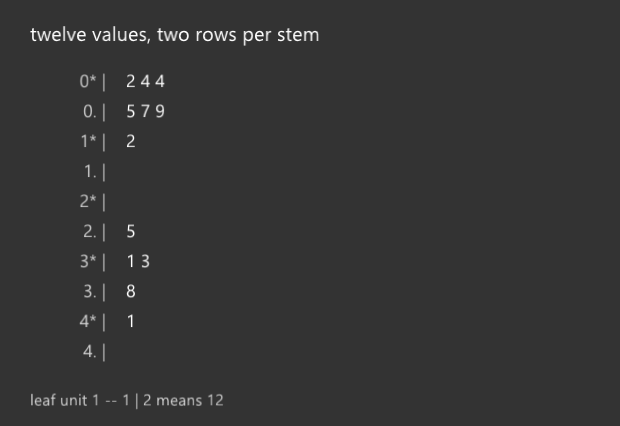 twelve values, two rows per stem
0* | 2 4 4
0. | 5 7 9
1* | 2
1. |
2* |
2. | 5
3* | 1 3
3. | 8
4* | 1
4. |
leaf unit 1 -- 1 | 2 means 12